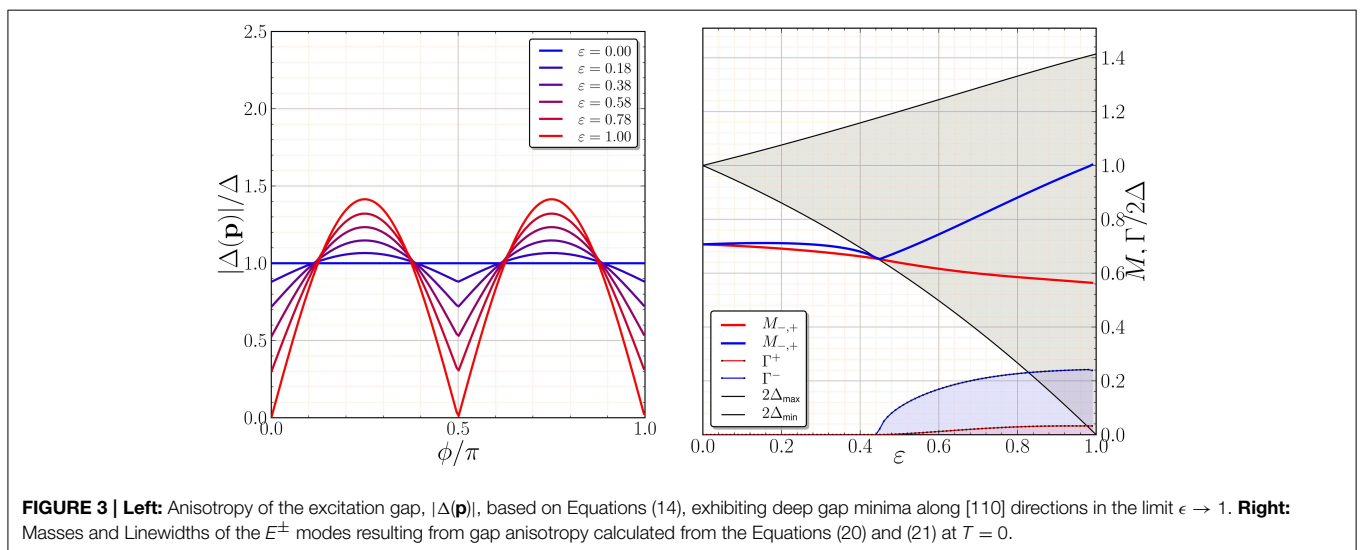 |Δ(p)|/Δ
2.5
2.0
1.5
1.0
0.5
0.0
0.0
0.5
1.0
ϕ/π
ε = 0.00
ε = 0.18
ε = 0.38
ε = 0.58
ε = 0.78
ε = 1.00
M₋,₊
M₋,₊
Γ⁺
Γ⁻
2Δmax
2Δmin
0.0
0.2
0.4
0.6
0.8
1.0
ε
1.4
1.2
1.0
0.8
0.6
0.4
0.2
0.0
M, Γ/2Δ
FIGURE 3 | Left: Anisotropy of the excitation gap, |Δ(p)|, based on Equations (14), exhibiting deep gap minima along [110] directions in the limit ϵ → 1. Right:
Masses and Linewidths of the E± modes resulting from gap anisotropy calculated from the Equations (20) and (21) at T = 0.